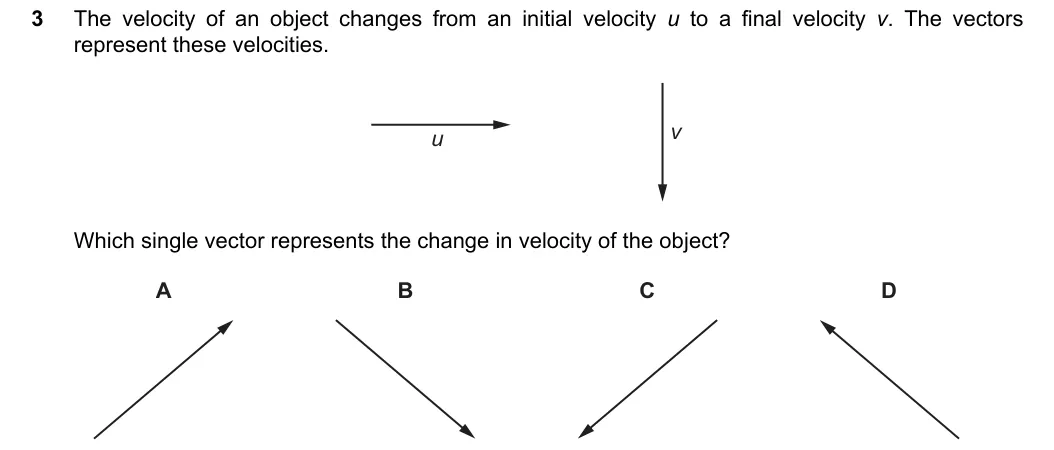 3 The velocity of an object changes from an initial velocity u to a final velocity v. The vectors
represent these velocities.
u
v
Which single vector represents the change in velocity of the object?
A B C D